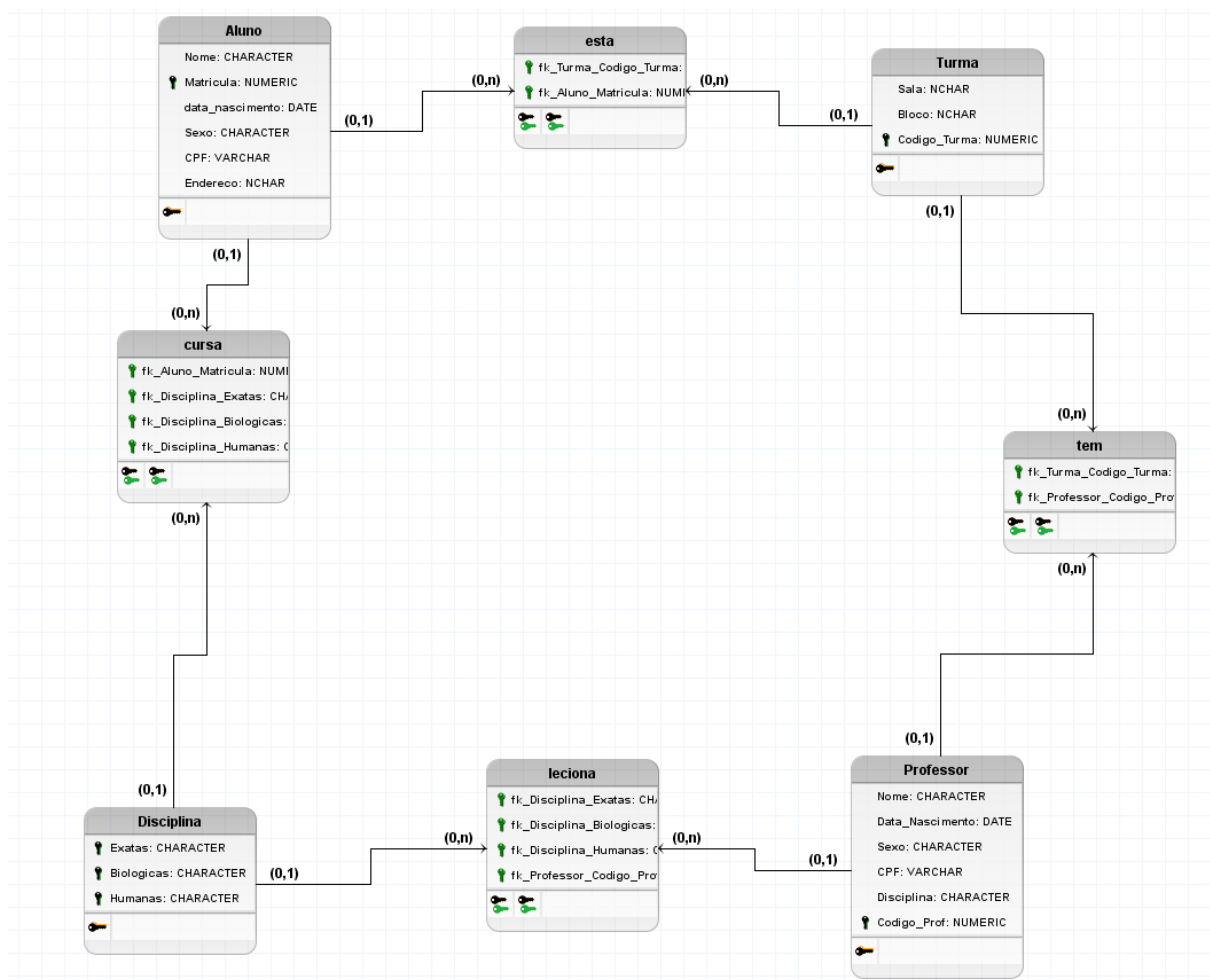 Aluno
Nome: CHARACTER
Matricula: NUMERIC
data_nascimento: DATE
Sexo: CHARACTER
CPF: VARCHAR
Endereco: NCHAR
(0,1)
(0,n)
esta
fk_Turma_Codigo_Turma:
fk_Aluno_Matricula: NUMI
(0,n)
(0,1)
Turma
Sala: NCHAR
Bloco: NCHAR
Codigo_Turma: NUMERIC
(0,1)
(0,1)
(0,n)
cursa
fk_Aluno_Matricula: NUMI
fk_Disciplina_Exatas: CH
fk_Disciplina_Biologicas:
fk_Disciplina_Humanas: C
(0,n)
(0,n)
tem
fk_Turma_Codigo_Turma:
fk_Professor_Codigo_Pro
(0,n)
(0,1)
Disciplina
Exatas: CHARACTER
Biologicas: CHARACTER
Humanas: CHARACTER
(0,1)
(0,n)
leciona
fk_Disciplina_Exatas: CH
fk_Disciplina_Biologicas:
fk_Disciplina_Humanas: C
fk_Professor_Codigo_Pro
(0,n)
(0,1)
(0,1)
Professor
Nome: CHARACTER
Data_Nascimento: DATE
Sexo: CHARACTER
CPF: VARCHAR
Disciplina: CHARACTER
Codigo_Prof: NUMERIC